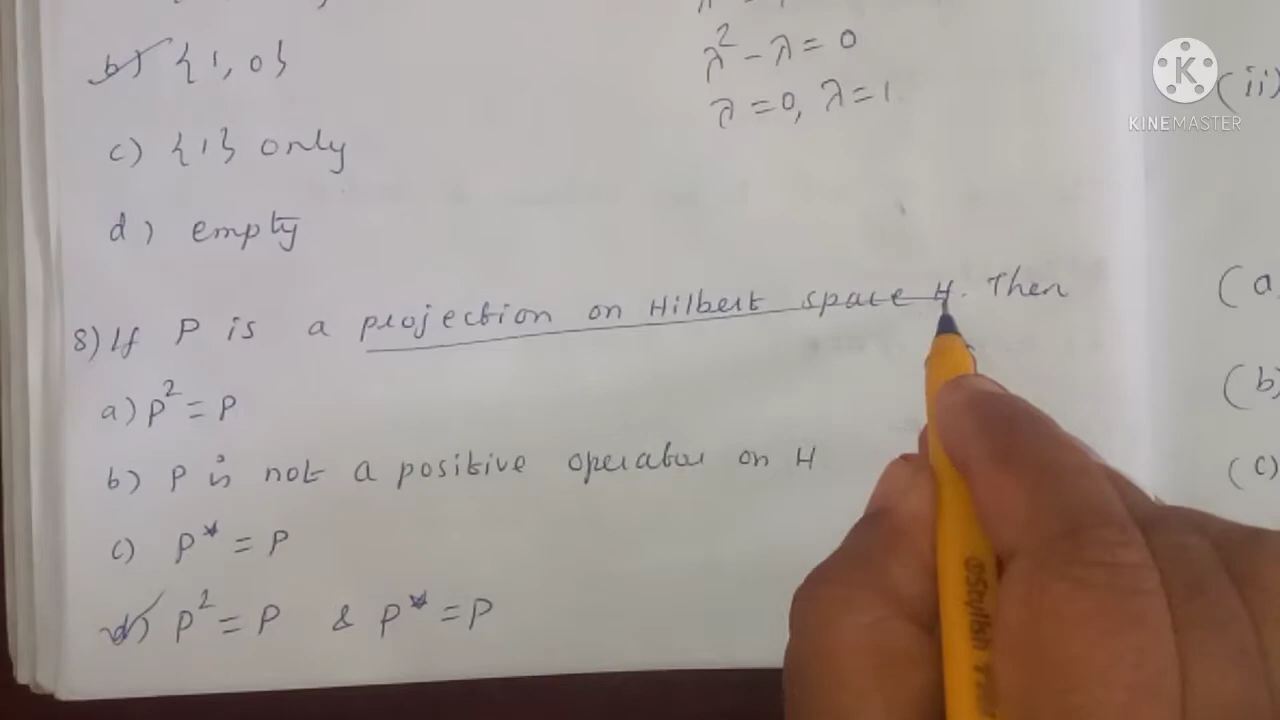 b) {1, 0}
λ² - λ = 0
λ = 0, λ = 1
c) {1} only
d) empty
8) If P is a projection on Hilbert space H. Then
a) P² = P
b) P is not a positive operator on H
c) P* = P
d) P² = P & P* = P
(ii)
(a
(b)
(c)
K
KINEMASTER
@Stylish